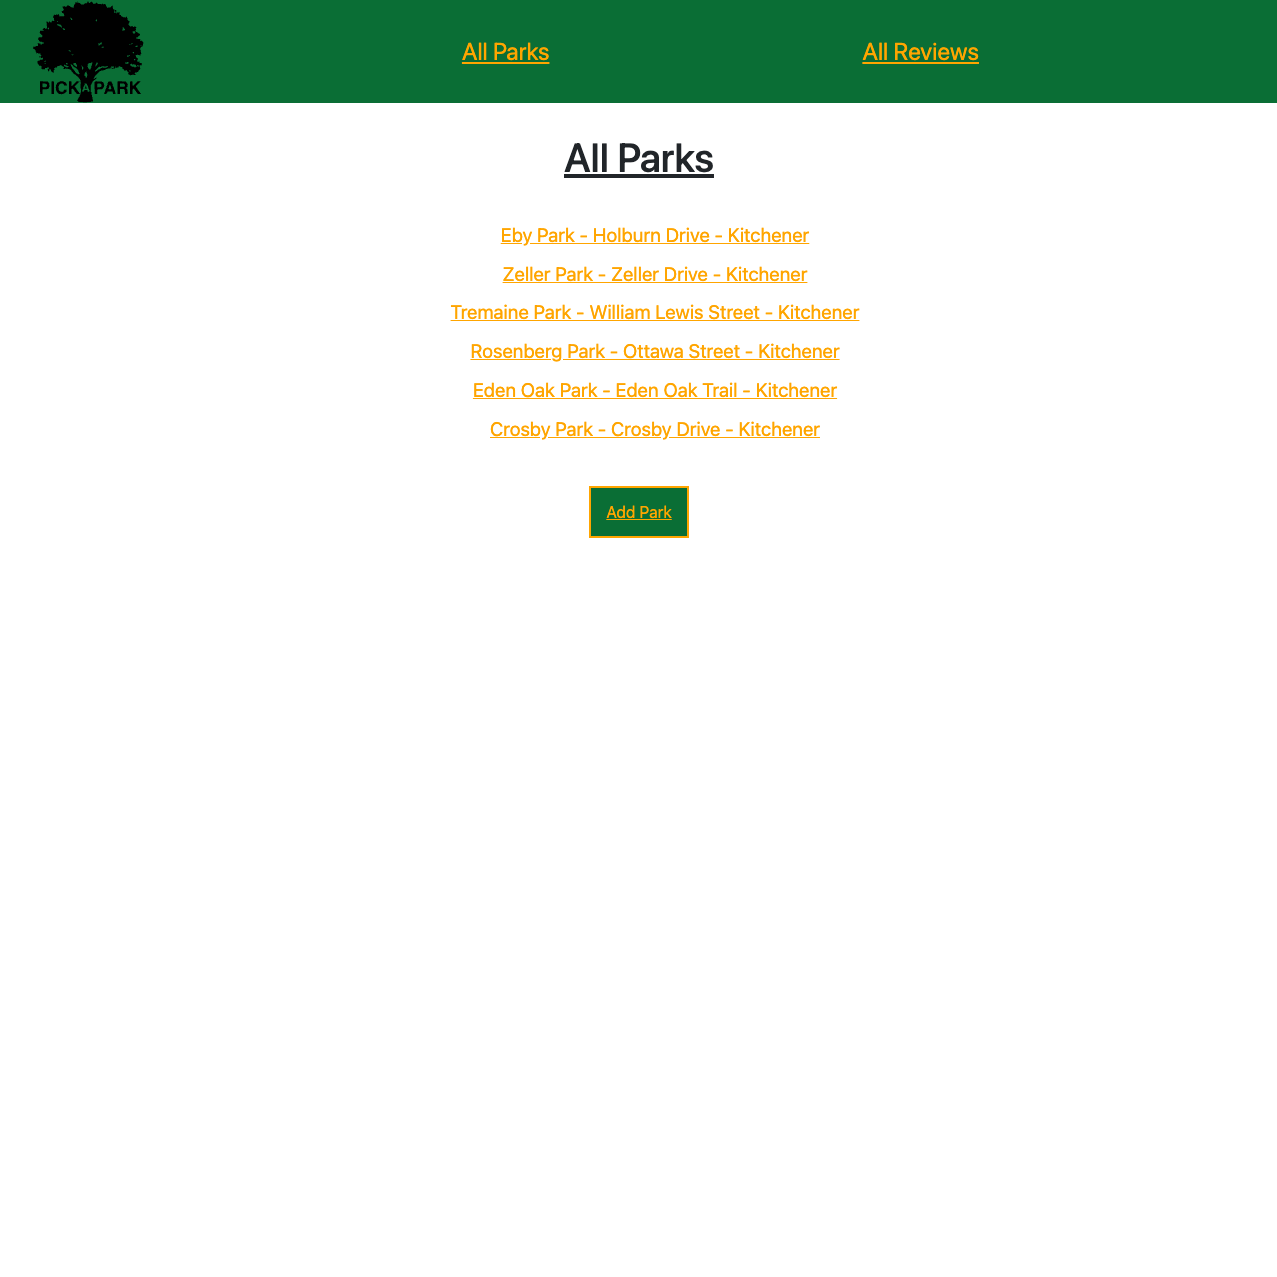 PICK A PARK
All Parks
All Reviews
All Parks
Eby Park - Holburn Drive - Kitchener
Zeller Park - Zeller Drive - Kitchener
Tremaine Park - William Lewis Street - Kitchener
Rosenberg Park - Ottawa Street - Kitchener
Eden Oak Park - Eden Oak Trail - Kitchener
Crosby Park - Crosby Drive - Kitchener
Add Park